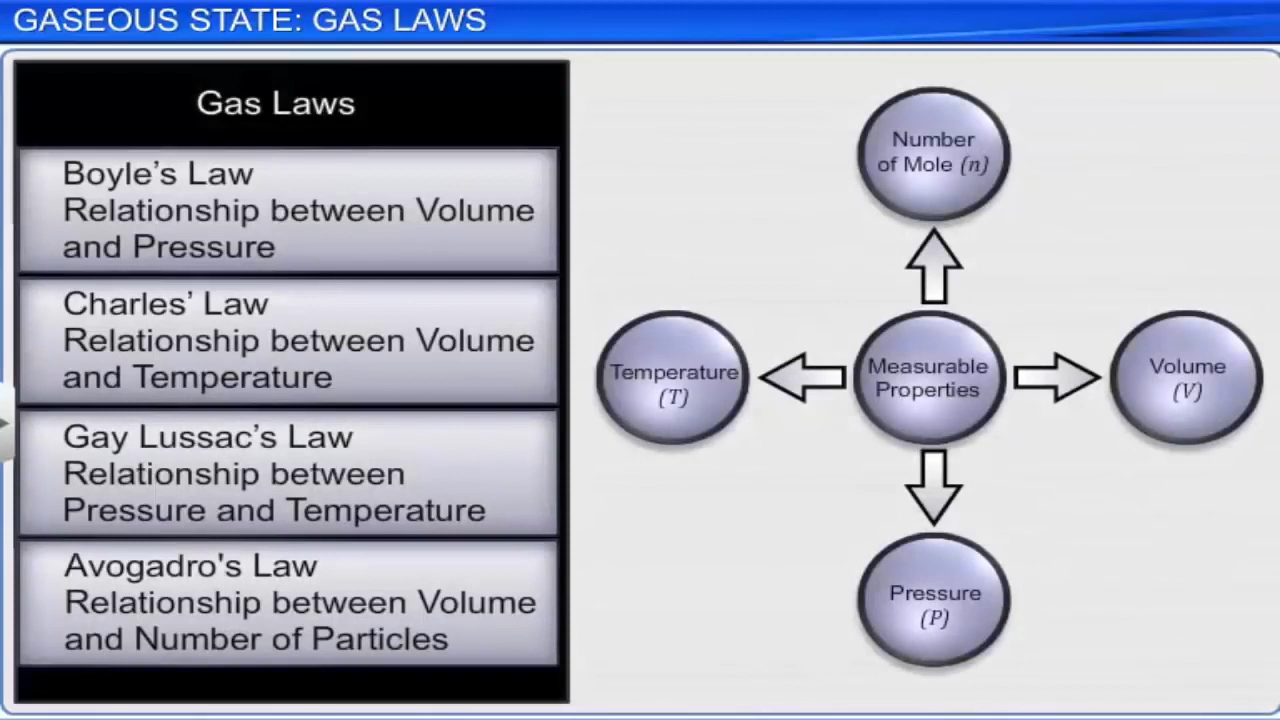 GASEOUS STATE: GAS LAWS
Gas Laws
Boyle’s Law
Relationship between Volume
and Pressure
Charles’ Law
Relationship between Volume
and Temperature
Gay Lussac’s Law
Relationship between
Pressure and Temperature
Avogadro's Law
Relationship between Volume
and Number of Particles
Number
of Mole (n)
Temperature
(T)
Measurable
Properties
Volume
(V)
Pressure
(P)